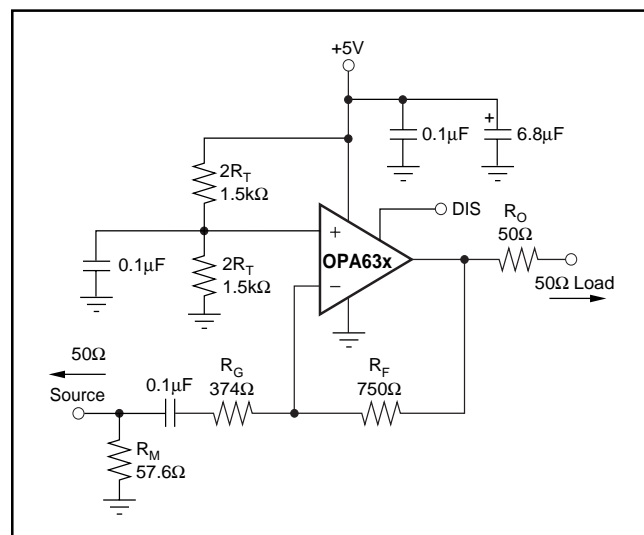 +5V
+
0.1μF
6.8μF
2R_T
1.5kΩ
DIS
R_O
50Ω
+
OPA63x
0.1μF
2R_T
1.5kΩ
−
50Ω Load
50Ω
Source
0.1μF
R_G
374Ω
R_F
750Ω
R_M
57.6Ω